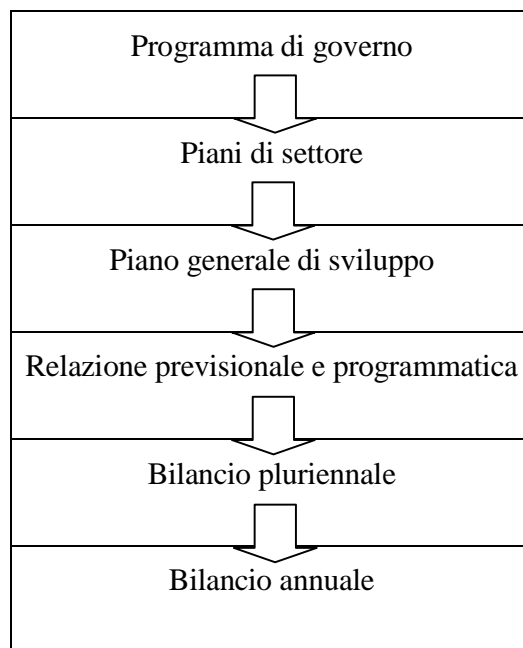 Programma di governo
Piani di settore
Piano generale di sviluppo
Relazione previsionale e programmatica
Bilancio pluriennale
Bilancio annuale